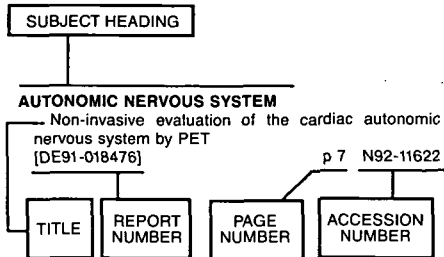 SUBJECT HEADING
AUTONOMIC NERVOUS SYSTEM
Non-invasive evaluation of the cardiac autonomic
nervous system by PET
[DE91-018476] p 7 N92-11622
TITLE
REPORT
NUMBER
PAGE
NUMBER
ACCESSION
NUMBER